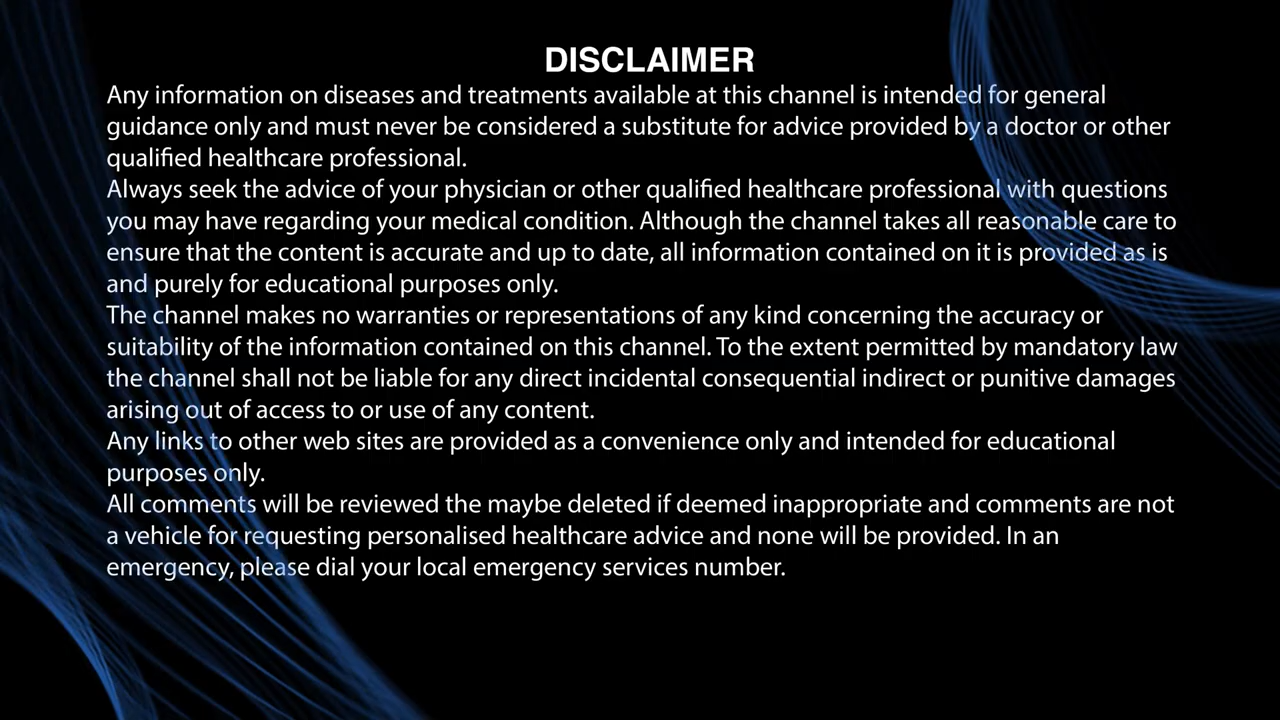 DISCLAIMER
Any information on diseases and treatments available at this channel is intended for general
guidance only and must never be considered a substitute for advice provided by a doctor or other
qualified healthcare professional.
Always seek the advice of your physician or other qualified healthcare professional with questions
you may have regarding your medical condition. Although the channel takes all reasonable care to
ensure that the content is accurate and up to date, all information contained on it is provided as is
and purely for educational purposes only.
The channel makes no warranties or representations of any kind concerning the accuracy or
suitability of the information contained on this channel. To the extent permitted by mandatory law
the channel shall not be liable for any direct incidental consequential indirect or punitive damages
arising out of access to or use of any content.
Any links to other web sites are provided as a convenience only and intended for educational
purposes only.
All comments will be reviewed the maybe deleted if deemed inappropriate and comments are not
a vehicle for requesting personalised healthcare advice and none will be provided. In an
emergency, please dial your local emergency services number.